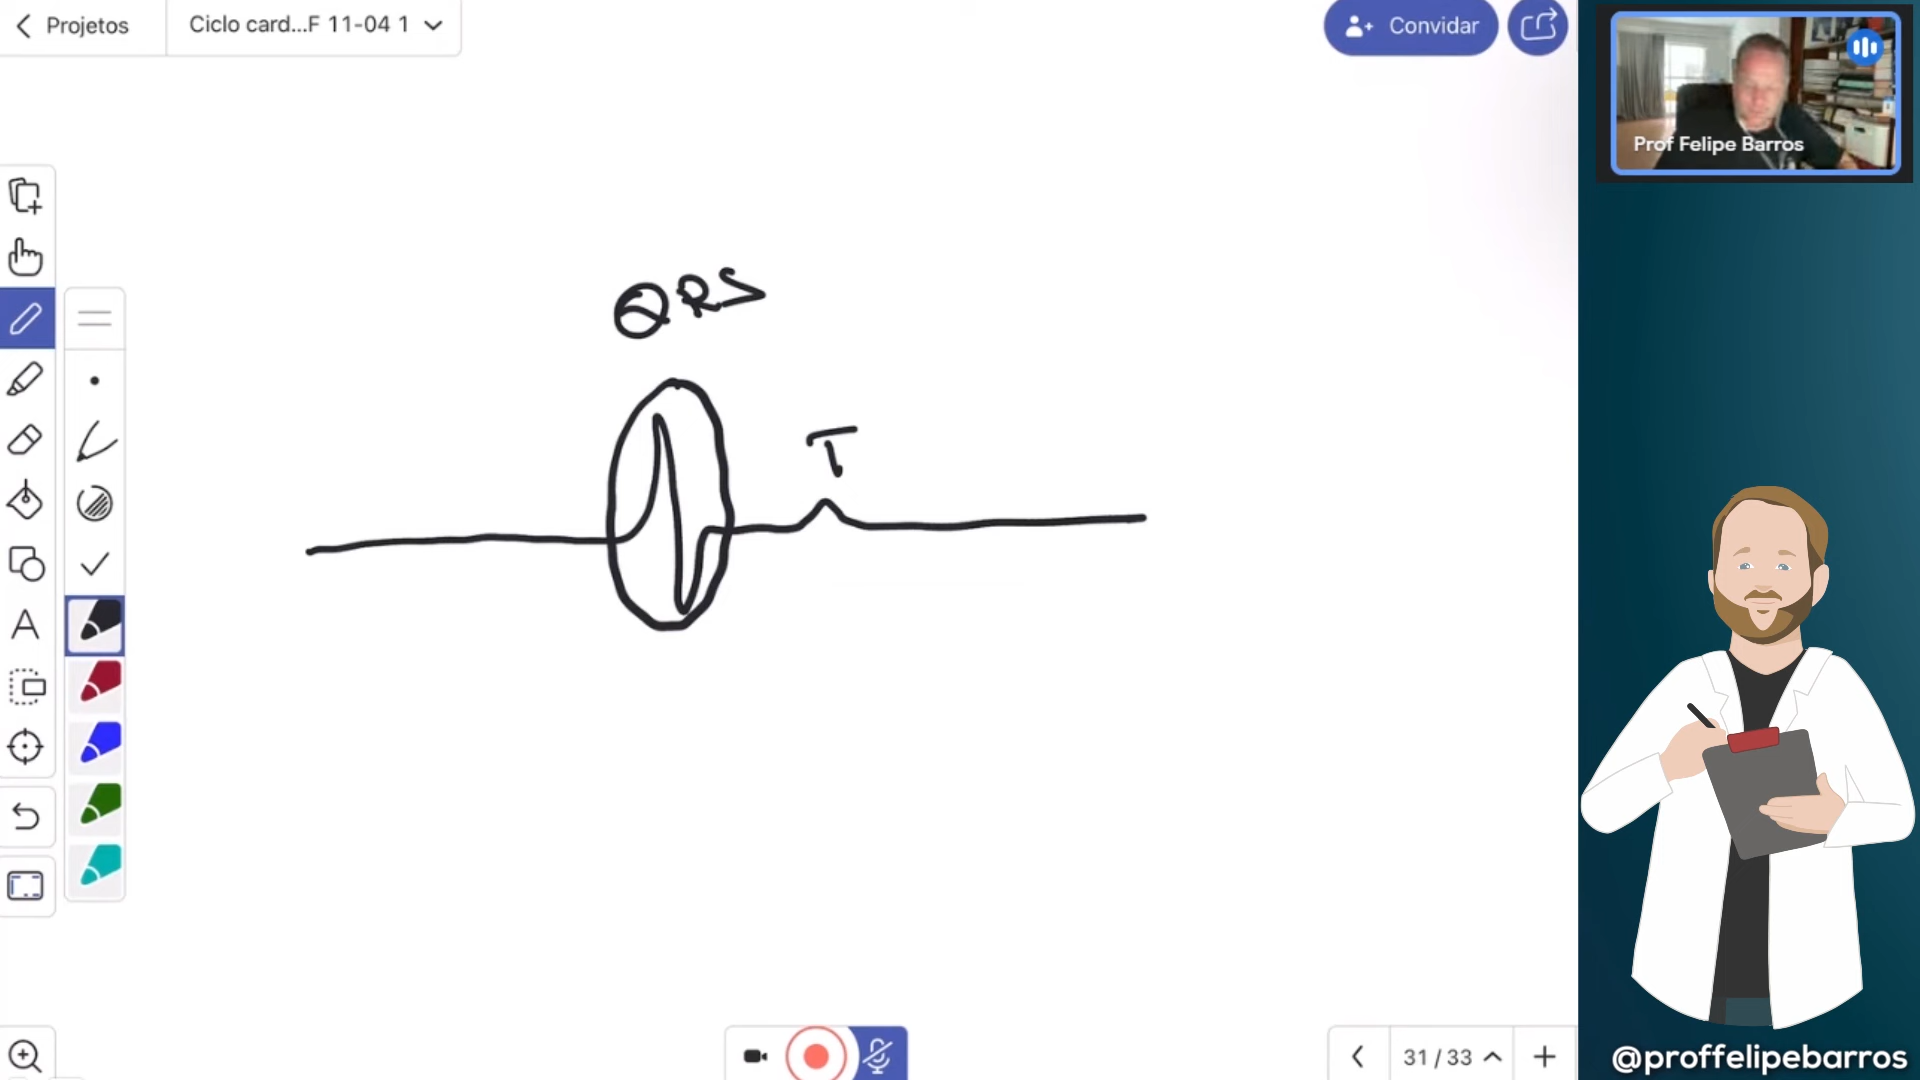 Projetos
Ciclo card...F 11-04 1
Convidar
Prof Felipe Barros
QRS
T
A
31 / 33
@proffelipebarros